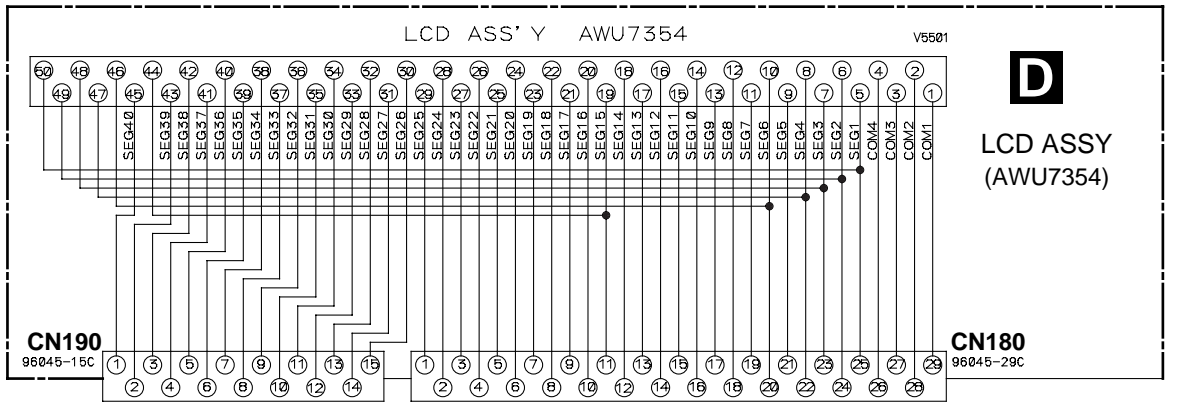 LCD ASS'Y AWU7354
V5501
50 48 46 44 42 40 38 36 34 32 30 28 26 24 22 20 18 16 14 12 10 8 6 4 2
49 47 45 43 41 39 37 35 33 31 29 27 25 23 21 19 17 15 13 11 9 7 5 3 1
SEG40 SEG39 SEG38 SEG37 SEG36 SEG35 SEG34 SEG33 SEG32 SEG31 SEG30 SEG29 SEG28 SEG27 SEG26 SEG25 SEG24 SEG23 SEG22 SEG21 SEG20 SEG19 SEG18 SEG17 SEG16 SEG15 SEG14 SEG13 SEG12 SEG11 SEG10 SEG9 SEG8 SEG7 SEG6 SEG5 SEG4 SEG3 SEG2 SEG1 COM4 COM3 COM2 COM1
D
LCD ASSY
(AWU7354)
CN190
96045-15C
1 3 5 7 9 11 13 15
2 4 6 8 10 12 14
1 3 5 7 9 11 13 15 17 19 21 23 25 27 29
2 4 6 8 10 12 14 16 18 20 22 24 26 28
CN180
96045-29C